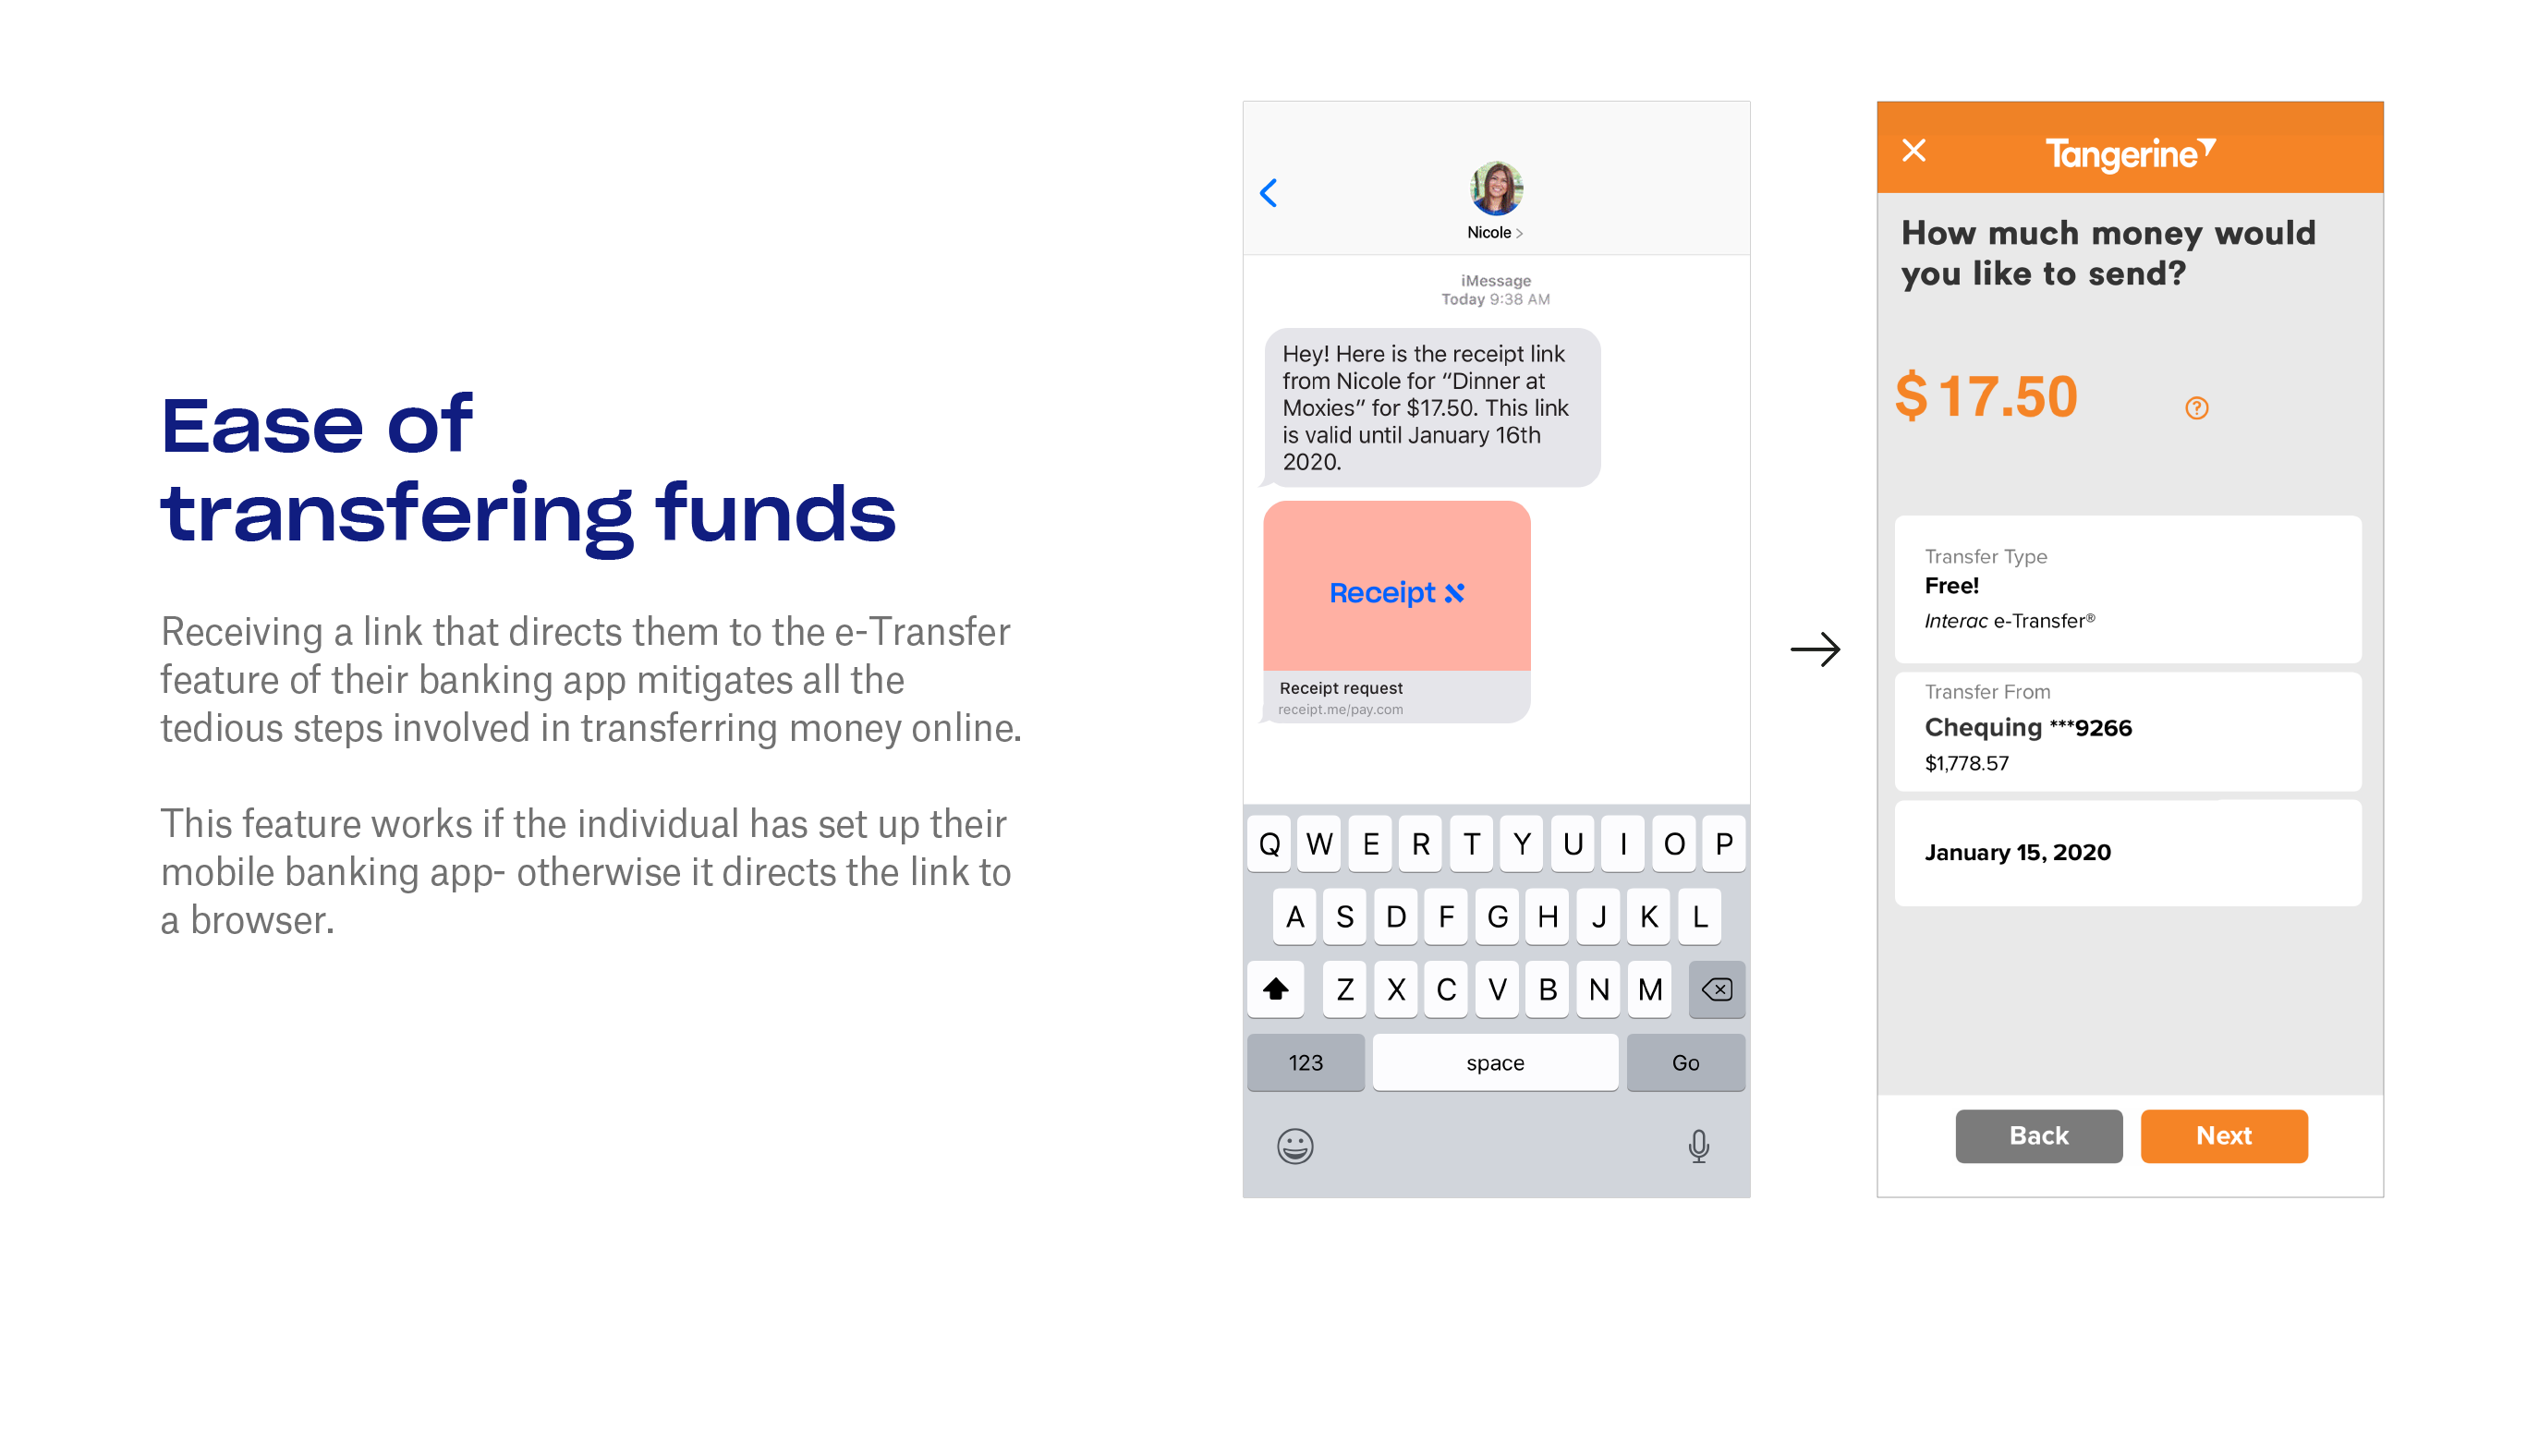 Ease of
transfering funds
Receiving a link that directs them to the e-Transfer
feature of their banking app mitigates all the
tedious steps involved in transferring money online.
This feature works if the individual has set up their
mobile banking app- otherwise it directs the link to
a browser.
Nicole >
iMessage
Today 9:38 AM
Hey! Here is the receipt link
from Nicole for “Dinner at
Moxies” for $17.50. This link
is valid until January 16th
2020.
Receipt
Receipt request
receipt.me/pay.com
Q W E R T Y U I O P
A S D F G H J K L
Z X C V B N M
123 space Go
Tangerine
How much money would
you like to send?
$ 17.50
?
Transfer Type
Free!
Interac e-Transfer®
Transfer From
Chequing ***9266
$1,778.57
January 15, 2020
Back Next